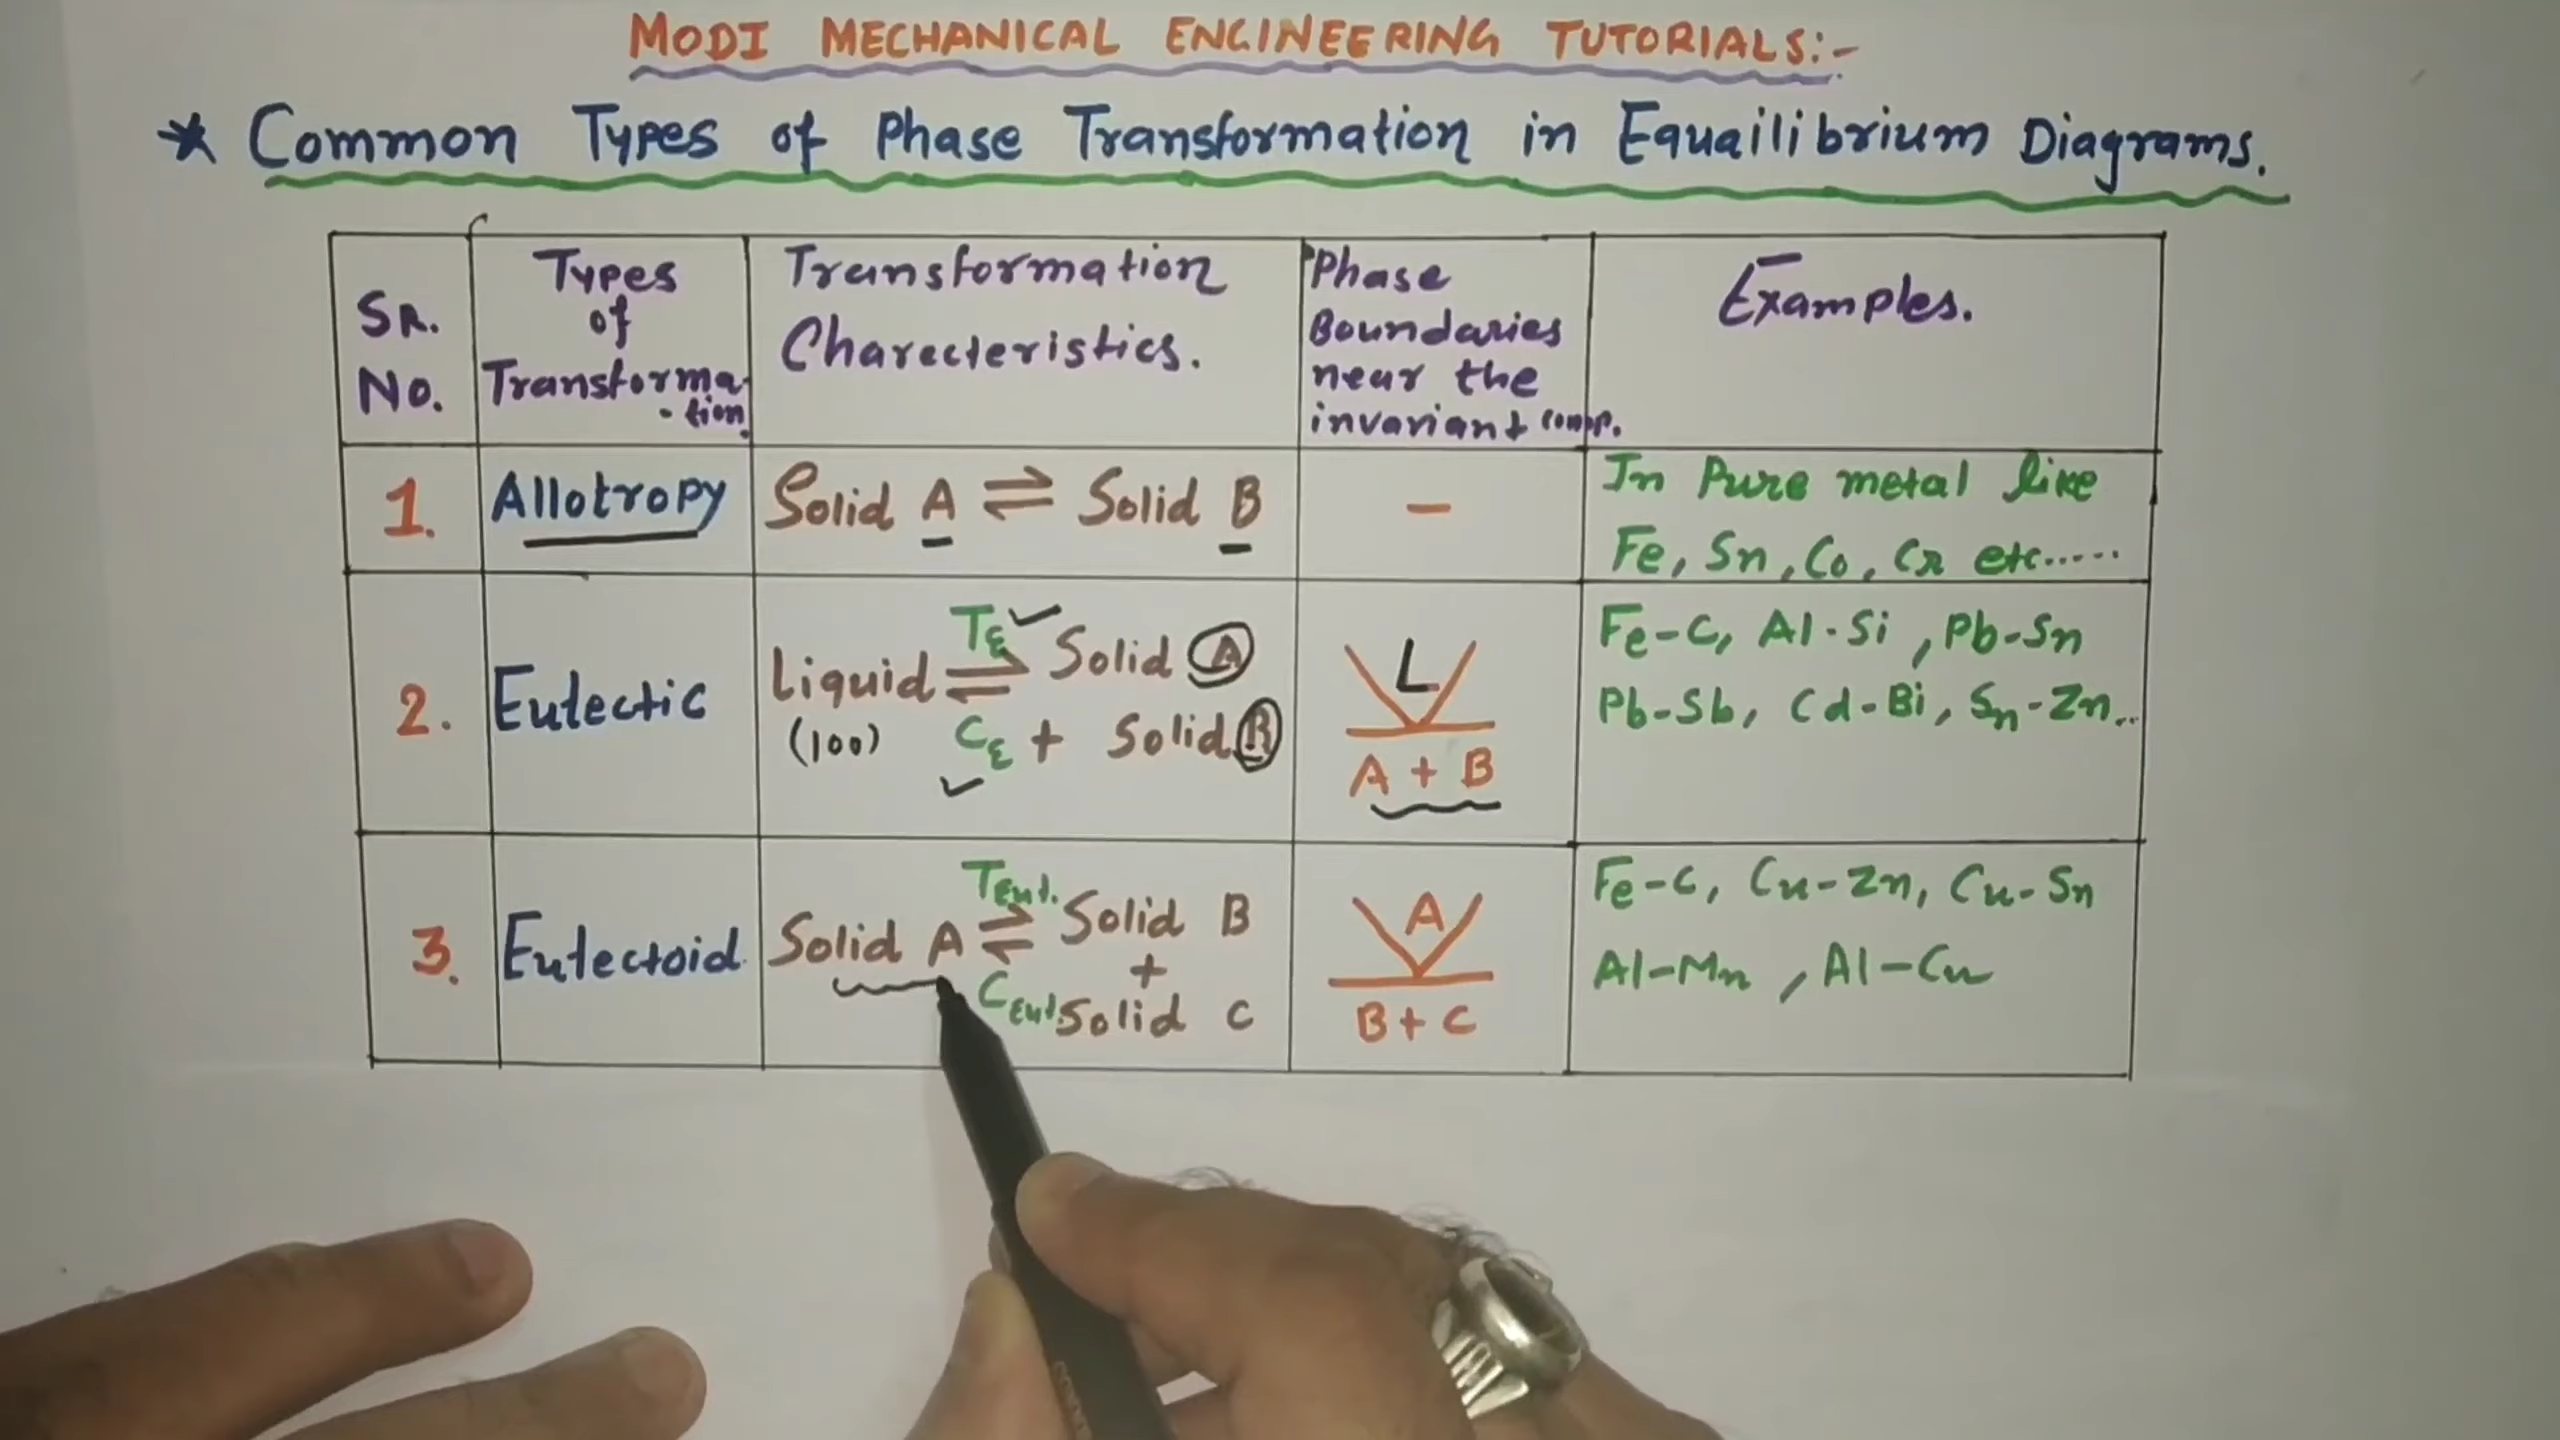 MODI MECHANICAL ENGINEERING TUTORIALS:-
* Common Types of Phase Transformation in Equailibrium Diagrams.
Sr. No.
Types
of
Transforma-
-tion.
Transformation
Charecteristics.
Phase
Boundaries
near the
invariant comp.
Examples.
1.
Allotropy
Solid A ⇌ Solid B
-
In Pure metal like
Fe, Sn, Co, Cr etc.....
2.
Eutectic
TE
Liquid ⇌ Solid A
(100) CE + Solid B
L
A + B
Fe-C, Al-Si, Pb-Sn
Pb-Sb, Cd-Bi, Sn-Zn..
3.
Eutectoid.
TEut.
Solid A ⇌ Solid B
+
CEut. Solid C
A
B + C
Fe-C, Cu-Zn, Cu-Sn
Al-Mn, Al-Cu